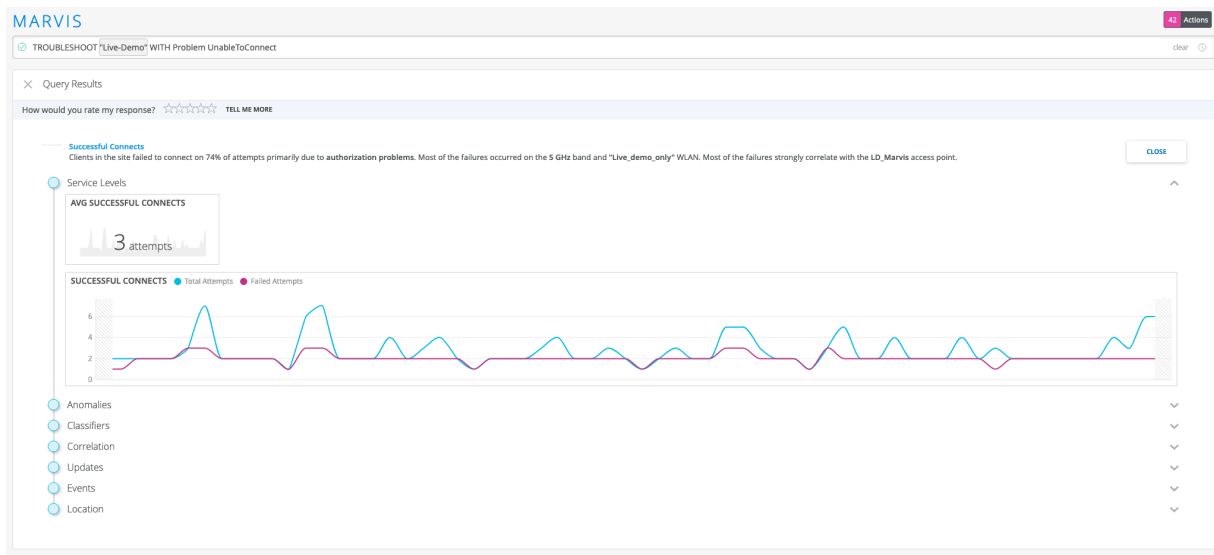 MARVIS
42 Actions
TROUBLESHOOT "Live-Demo" WITH Problem UnableToConnect
clear
Query Results
How would you rate my response? TELL ME MORE
Successful Connects
Clients in the site failed to connect on 74% of attempts primarily due to authorization problems. Most of the failures occurred on the 5 GHz band and "Live_demo_only" WLAN. Most of the failures strongly correlate with the LD_Marvis access point.
CLOSE
Service Levels
AVG SUCCESSFUL CONNECTS
3 attempts
SUCCESSFUL CONNECTS Total Attempts Failed Attempts
6
4
2
0
Anomalies
Classifiers
Correlation
Updates
Events
Location